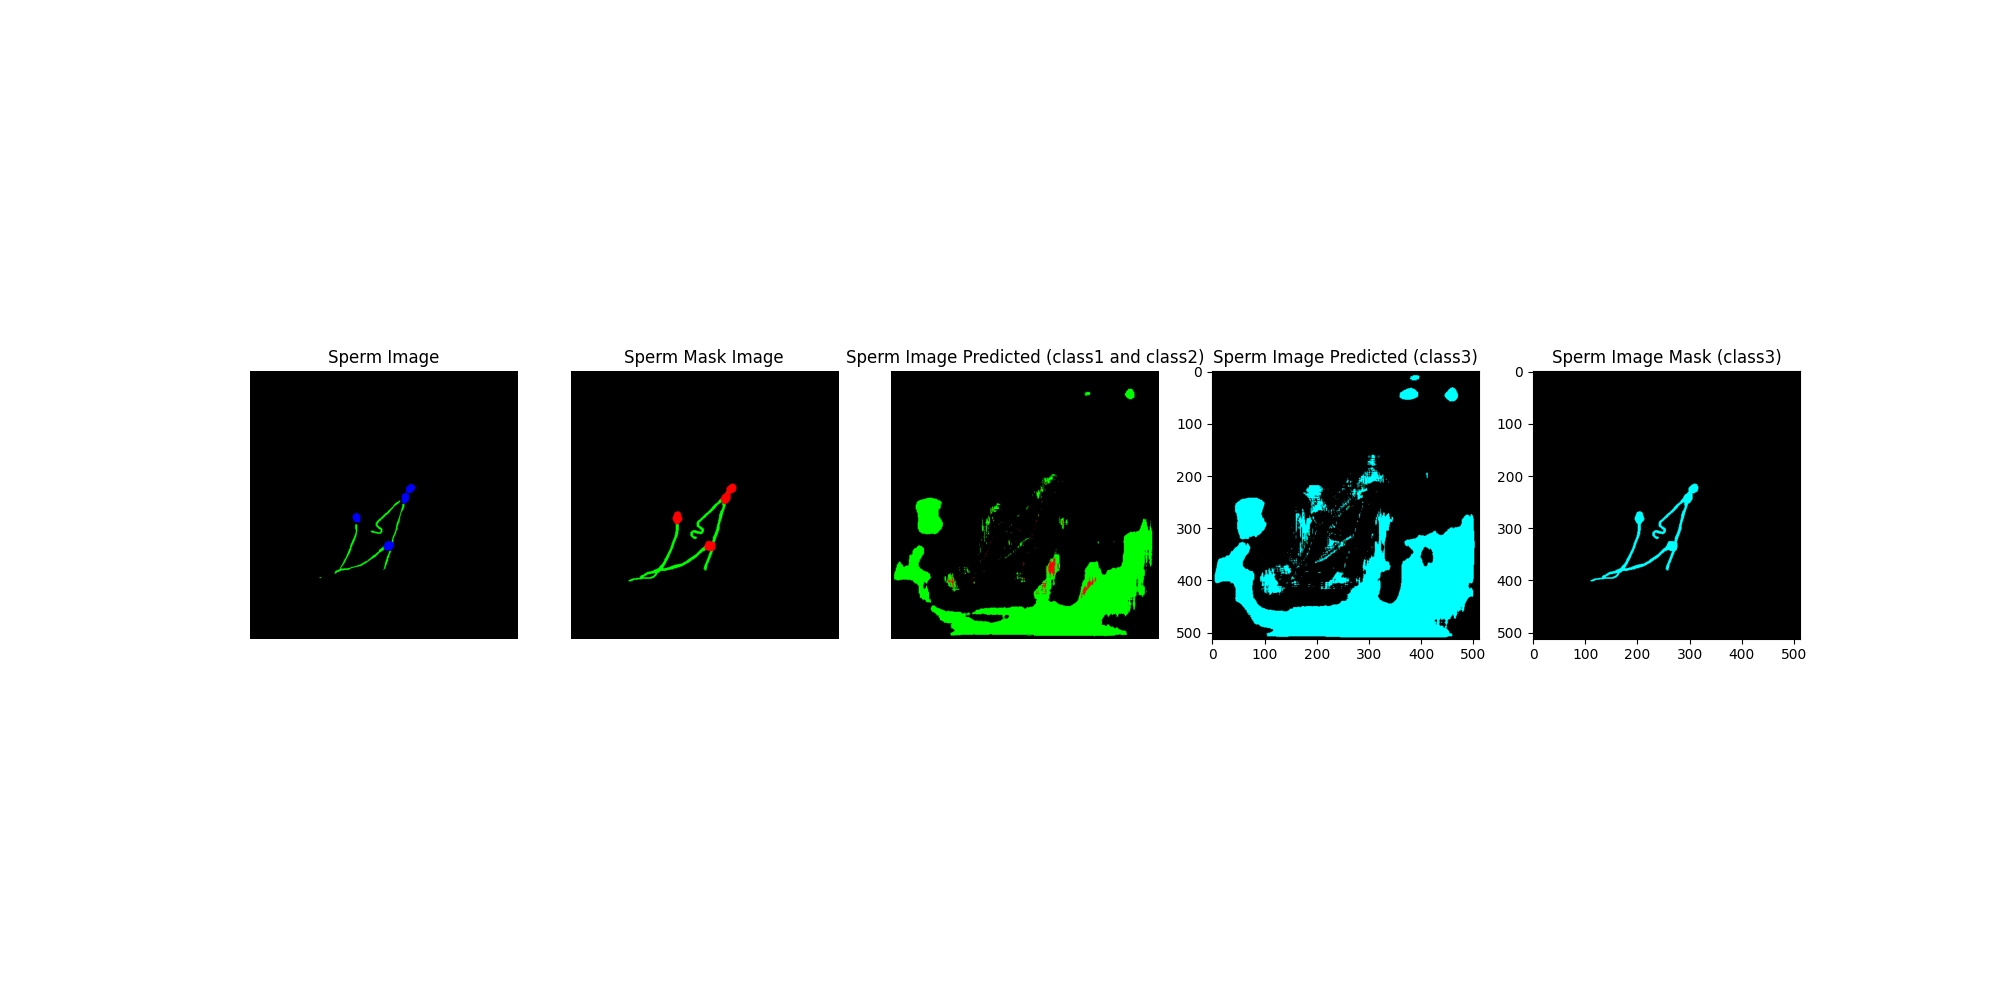 Sperm Image
Sperm Mask Image
Sperm Image Predicted (class1 and class2)
Sperm Image Predicted (class3)
Sperm Image Mask (class3)
0
100
200
300
400
500
0 100 200 300 400 500
0
100
200
300
400
500
0 100 200 300 400 500